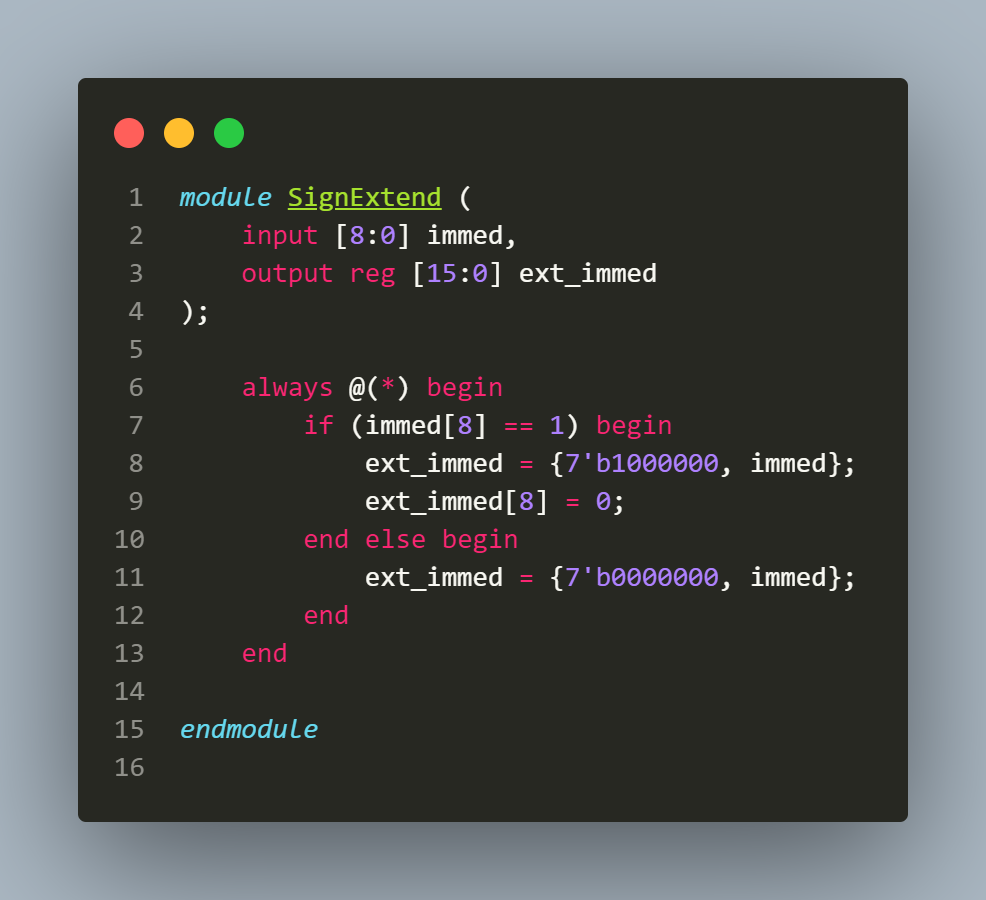 1 module SignExtend (
2     input [8:0] immed,
3     output reg [15:0] ext_immed
4 );
5
6     always @(*) begin
7         if (immed[8] == 1) begin
8             ext_immed = {7'b1000000, immed};
9             ext_immed[8] = 0;
10         end else begin
11             ext_immed = {7'b0000000, immed};
12         end
13     end
14
15 endmodule
16